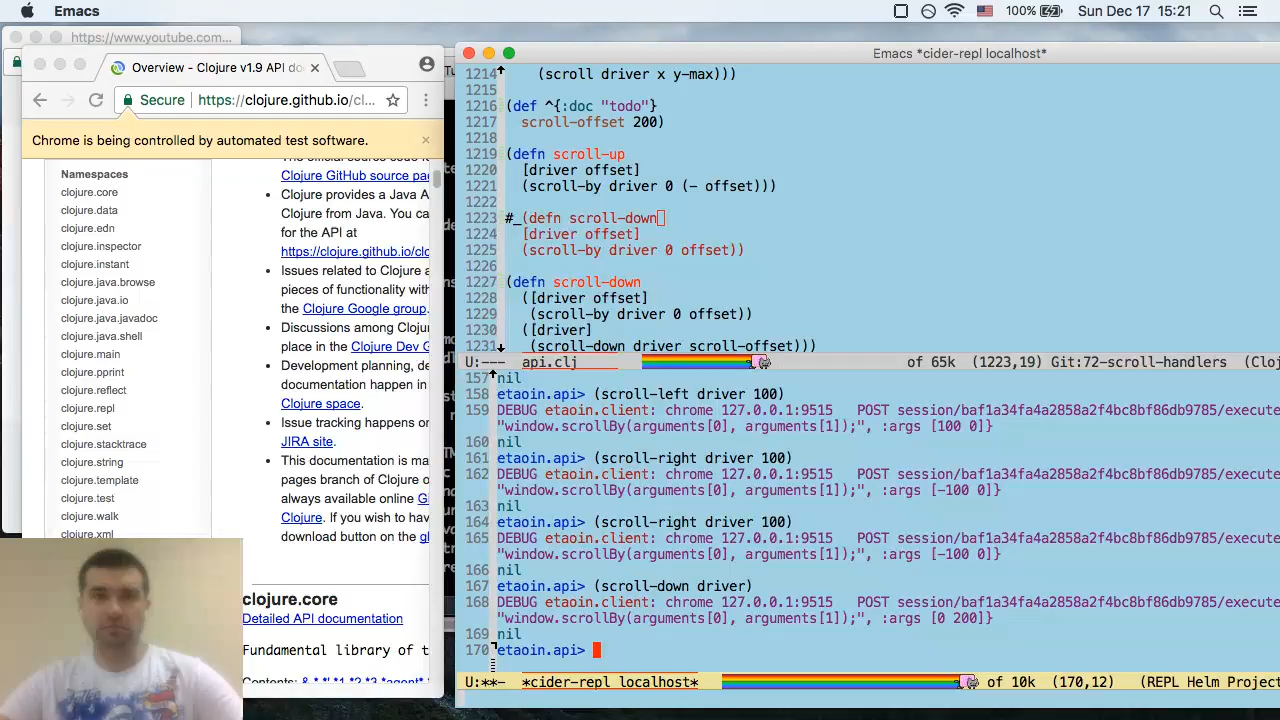 Emacs
100%
Sun Dec 17 15:21
https://www.youtube.com...
Overview - Clojure v1.9 API do
Secure
https://clojure.github.io/cl...
Chrome is being controlled by automated test software.
Namespaces
clojure.core
clojure.data
clojure.edn
clojure.inspector
clojure.instant
clojure.java.browse
clojure.java.io
clojure.java.javadoc
clojure.java.shell
clojure.main
clojure.pprint
clojure.reflect
clojure.repl
clojure.set
clojure.stacktrace
clojure.string
clojure.template
clojure.test
clojure.walk
clojure.xml
Clojure GitHub source pa
Clojure provides a Java A
Clojure from Java. You ca
for the API at
https://clojure.github.io/clo
Issues related to Clojure a
pieces of functionality with
the Clojure Google group.
Discussions among Clojur
place in the Clojure Dev G
Development planning, de
documentation happen in
Clojure space.
Issue tracking happens on
JIRA site.
This documentation is ma
pages branch of Clojure o
always available online Gi
Clojure. If you wish to hav
download button on the gi
clojure.core
Detailed API documentation
Fundamental library of t
Emacs *cider-repl localhost*
1214 (scroll driver x y-max)))
1215
1216 (def ^{:doc "todo"}
1217 scroll-offset 200)
1218
1219 (defn scroll-up
1220 [driver offset]
1221 (scroll-by driver 0 (- offset)))
1222
1223 #_(defn scroll-down
1224 [driver offset]
1225 (scroll-by driver 0 offset))
1226
1227 (defn scroll-down
1228 ([driver offset]
1229 (scroll-by driver 0 offset))
1230 ([driver]
1231 (scroll-down driver scroll-offset)))
U:--- api.clj of 65k (1223,19) Git:72-scroll-handlers (Cloj
157 nil
158 etaoin.api> (scroll-left driver 100)
159 DEBUG etaoin.client: chrome 127.0.0.1:9515 POST session/baf1a34fa4a2858a2f4bc8bf86db9785/execute
"window.scrollBy(arguments[0], arguments[1]);", :args [100 0]}
160 nil
161 etaoin.api> (scroll-right driver 100)
162 DEBUG etaoin.client: chrome 127.0.0.1:9515 POST session/baf1a34fa4a2858a2f4bc8bf86db9785/execute
"window.scrollBy(arguments[0], arguments[1]);", :args [-100 0]}
163 nil
164 etaoin.api> (scroll-right driver 100)
165 DEBUG etaoin.client: chrome 127.0.0.1:9515 POST session/baf1a34fa4a2858a2f4bc8bf86db9785/execute
"window.scrollBy(arguments[0], arguments[1]);", :args [-100 0]}
166 nil
167 etaoin.api> (scroll-down driver)
168 DEBUG etaoin.client: chrome 127.0.0.1:9515 POST session/baf1a34fa4a2858a2f4bc8bf86db9785/execute
"window.scrollBy(arguments[0], arguments[1]);", :args [0 200]}
169 nil
170 etaoin.api>
U:**- *cider-repl localhost* of 10k (170,12) (REPL Helm Project